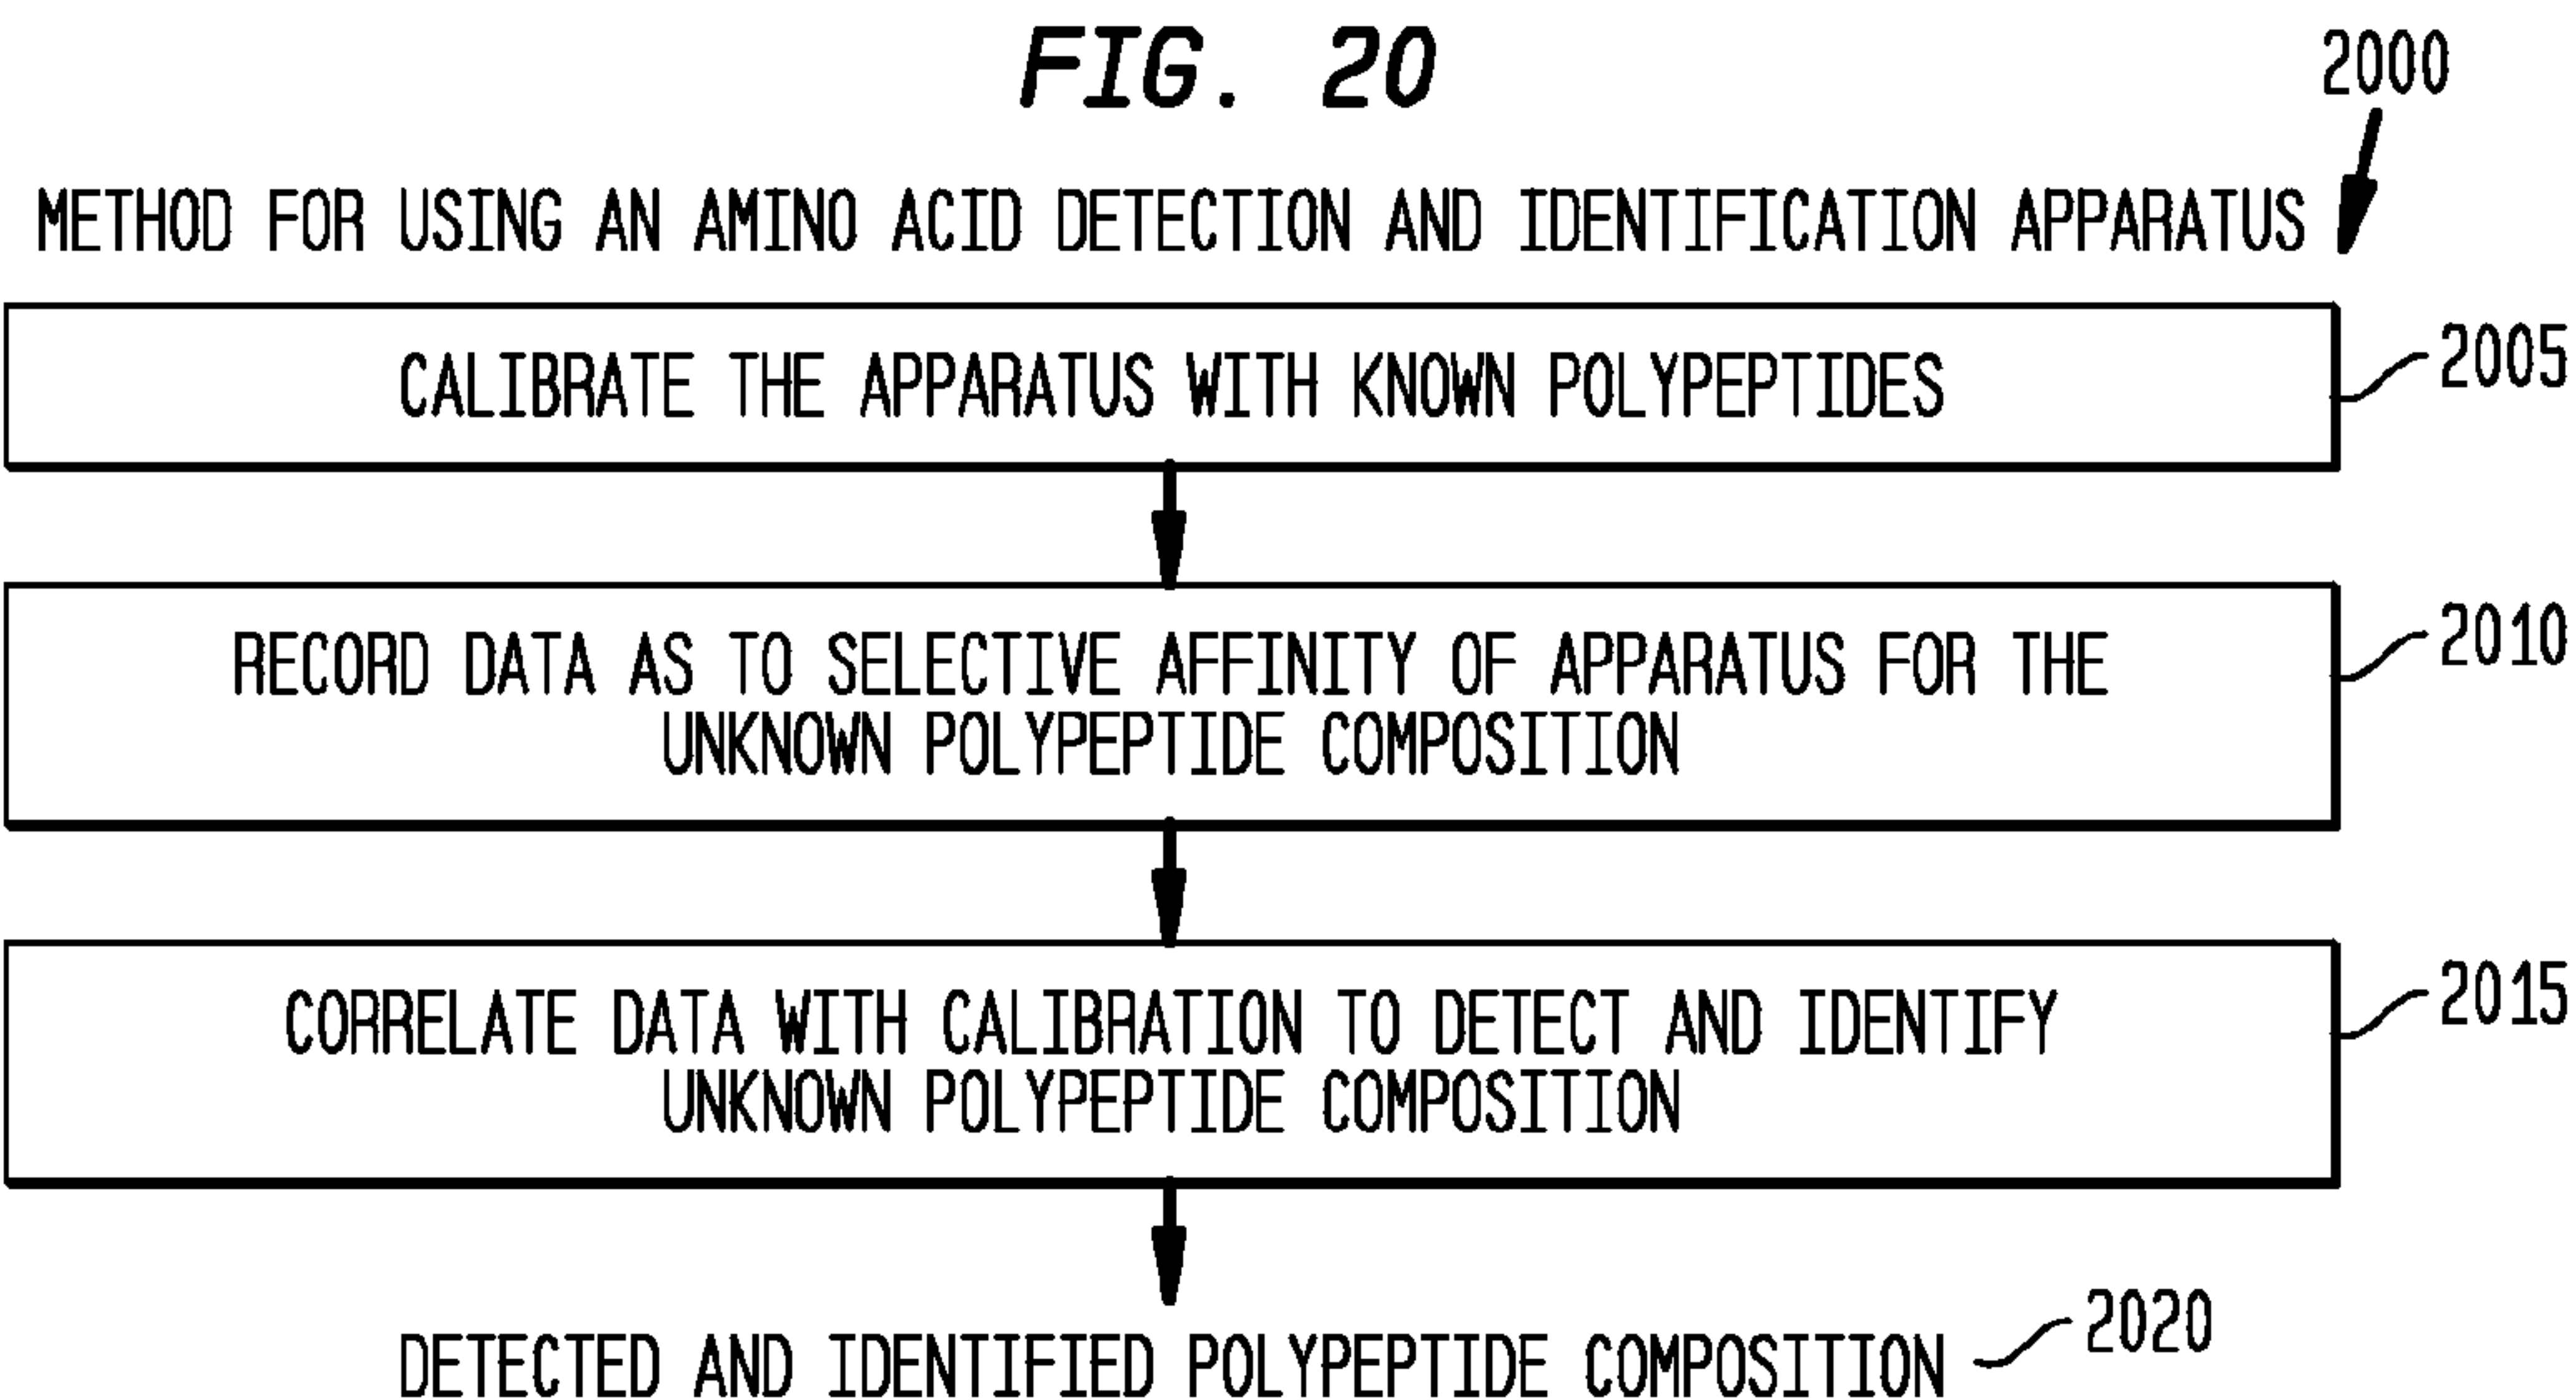 FIG. 20
2000
METHOD FOR USING AN AMINO ACID DETECTION AND IDENTIFICATION APPARATUS
CALIBRATE THE APPARATUS WITH KNOWN POLYPEPTIDES
2005
RECORD DATA AS TO SELECTIVE AFFINITY OF APPARATUS FOR THE
UNKNOWN POLYPEPTIDE COMPOSITION
2010
CORRELATE DATA WITH CALIBRATION TO DETECT AND IDENTIFY
UNKNOWN POLYPEPTIDE COMPOSITION
2015
DETECTED AND IDENTIFIED POLYPEPTIDE COMPOSITION
2020